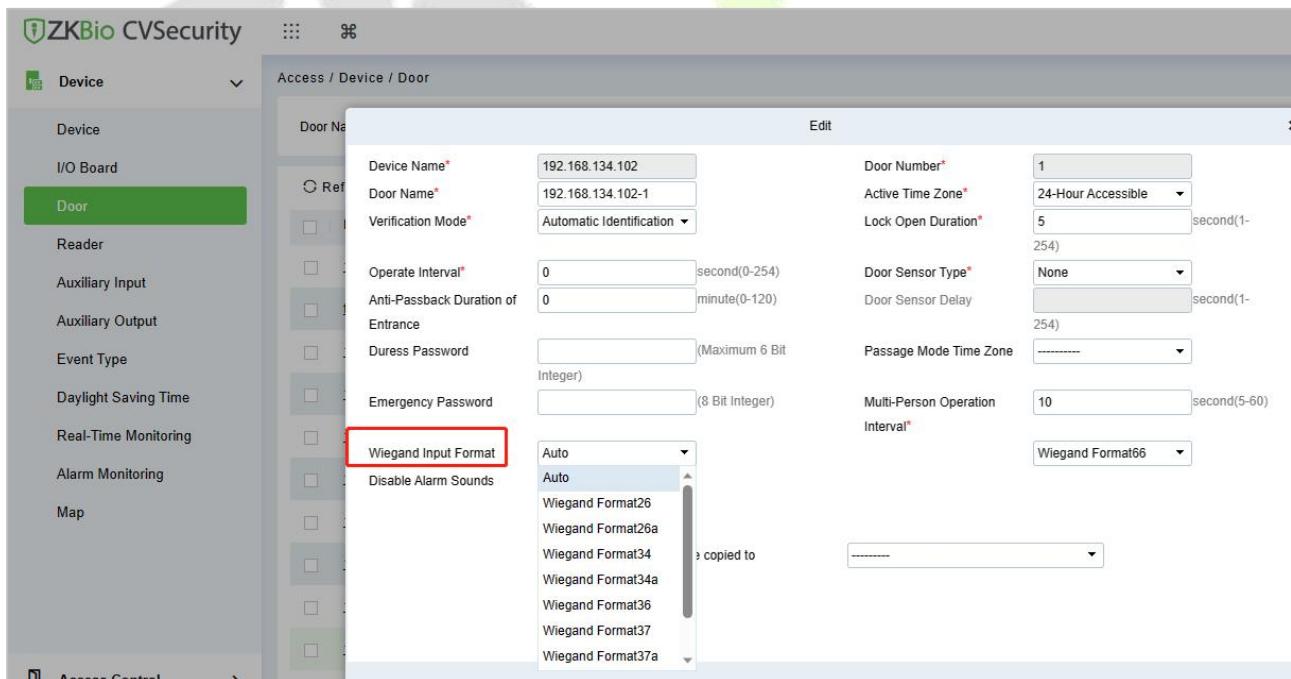 ZKBio CVSecurity
Device
Access / Device / Door
Device
I/O Board
Door
Reader
Auxiliary Input
Auxiliary Output
Event Type
Daylight Saving Time
Real-Time Monitoring
Alarm Monitoring
Map
Door Na
Ref
Edit
Device Name* 192.168.134.102 Door Number* 1
Door Name* 192.168.134.102-1 Active Time Zone* 24-Hour Accessible
Verification Mode* Automatic Identification Lock Open Duration* 5 second(1-
254)
Operate Interval* 0 second(0-254) Door Sensor Type* None
Anti-Passback Duration of 0 minute(0-120) Door Sensor Delay second(1-
Entrance 254)
Duress Password (Maximum 6 Bit Passage Mode Time Zone ----------
Integer)
Emergency Password (8 Bit Integer) Multi-Person Operation 10 second(5-60)
Interval*
Wiegand Input Format Auto Wiegand Format66
Disable Alarm Sounds Auto
Wiegand Format26
Wiegand Format26a
Wiegand Format34 copied to ---------
Wiegand Format34a
Wiegand Format36
Wiegand Format37
Wiegand Format37a